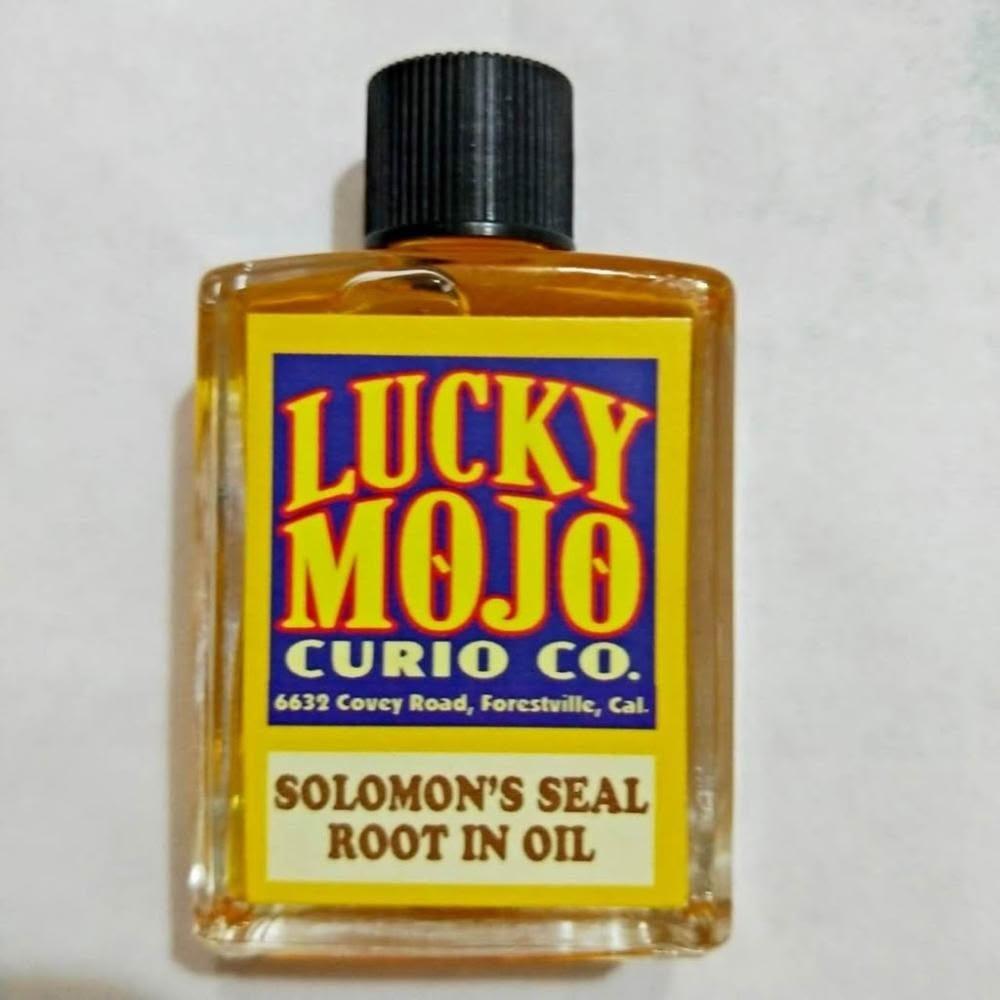 LUCKY
MOJO
CURIO CO.
6632 Covey Road, Forestville, Cal.
SOLOMON'S SEAL
ROOT IN OIL